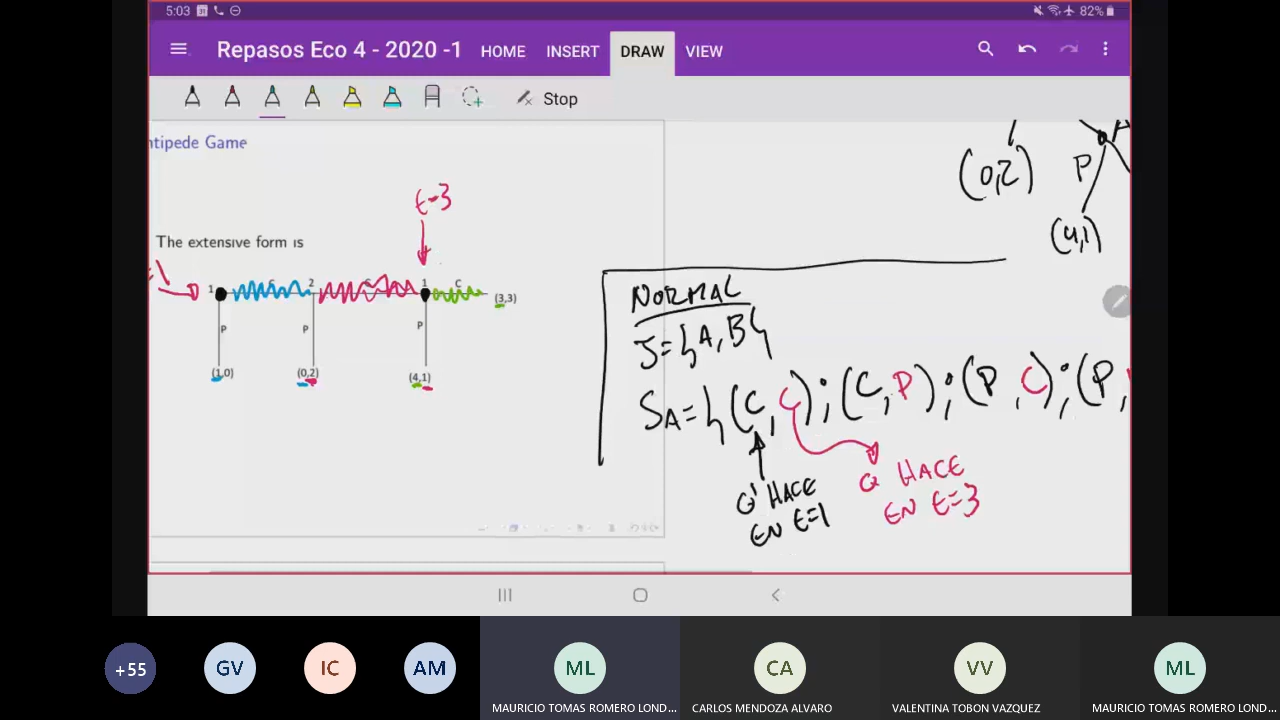 5:03
82%
Repasos Eco 4 - 2020 -1 HOME INSERT DRAW VIEW
Stop
ntipede Game
t=3
The extensive form is
1 2 1 C
(3,3)
P P P
(1,0) (0,2) (4,1)
(0,2) P
(4,1)
NORMAL
J={A,B}
SA={(C,C);(C,P);(P,C);(P,
Q' HACE
EN t=1
Q HACE
EN t=3
+55 GV IC AM ML CA VV ML
MAURICIO TOMAS ROMERO LOND... CARLOS MENDOZA ALVARO VALENTINA TOBON VAZQUEZ MAURICIO TOMAS ROMERO LOND...